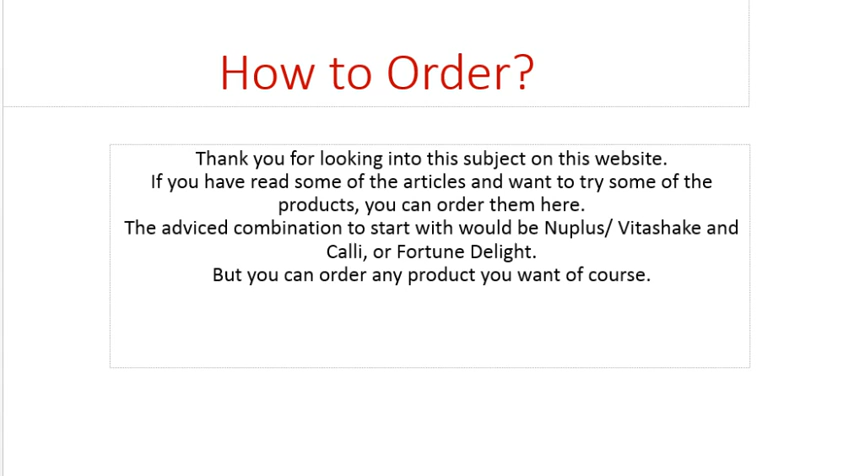 How to Order?
Thank you for looking into this subject on this website.
If you have read some of the articles and want to try some of the
products, you can order them here.
The adviced combination to start with would be Nuplus/ Vitashake and
Calli, or Fortune Delight.
But you can order any product you want of course.